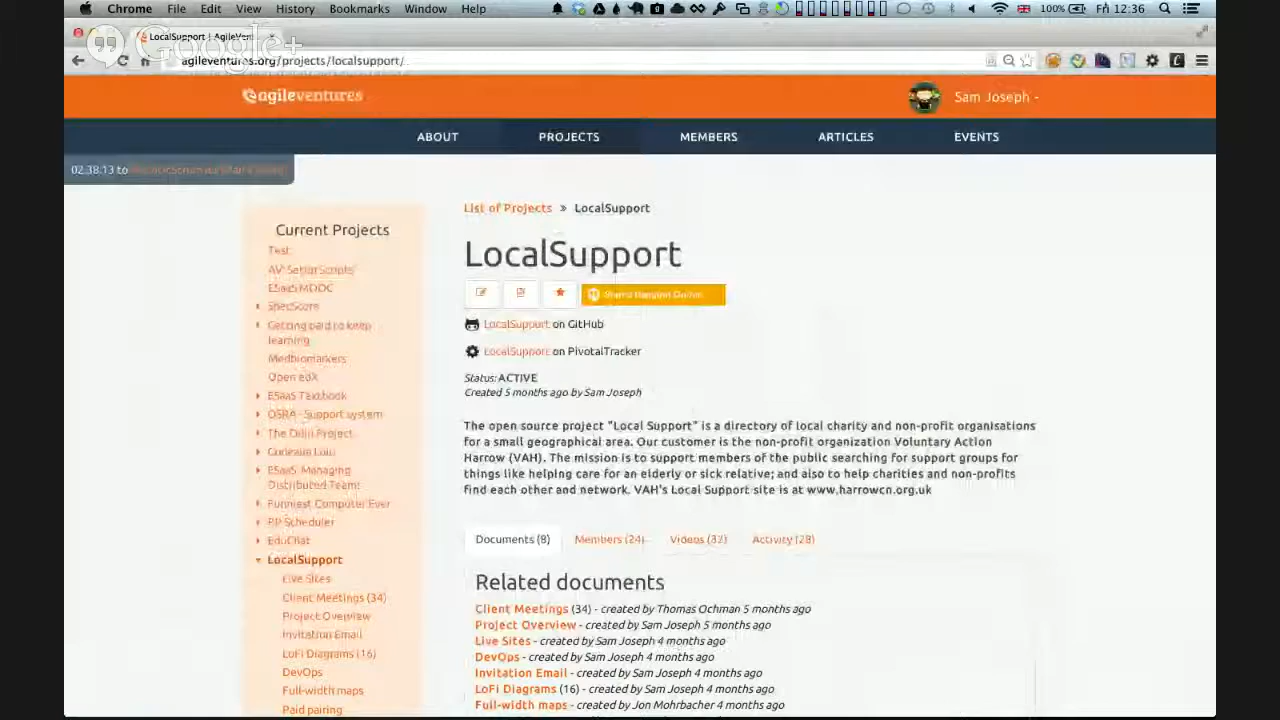 Chrome File Edit View History Bookmarks Window Help 100% Fri 12:36
Google+
LocalSupport | AgileVen
agileventures.org/projects/localsupport/
agileventures Sam Joseph
ABOUT PROJECTS MEMBERS ARTICLES EVENTS
02.38.13 to
List of Projects » LocalSupport
LocalSupport
LocalSupport on GitHub
LocalSupport on PivotalTracker
Status: ACTIVE
Created 5 months ago by Sam Joseph
The open source project "Local Support" is a directory of local charity and non-profit organisations
for a small geographical area. Our customer is the non-profit organization Voluntary Action
Harrow (VAH). The mission is to support members of the public searching for support groups for
things like helping care for an elderly or sick relative; and also to help charities and non-profits
find each other and network. VAH's Local Support site is at www.harrowcn.org.uk
Current Projects
Test
AV: Setup Scripts
ESaaS MOOC
SpecScore
Getting paid to keep
learning
Medbiomarkers
Open edX
ESaaS Textbook
OSRA - Support system
The Odin Project
ESaaS Managing
Distributed Teams
Funniest Computer Ever
PP Scheduler
EduChat
LocalSupport
Live Sites
Client Meetings (34)
Project Overview
Invitation Email
LoFi Diagrams (16)
DevOps
Full-width maps
Paid pairing
Documents (8) Members (24) Videos (32) Activity (28)
Related documents
Client Meetings (34) - created by Thomas Ochman 5 months ago
Project Overview - created by Sam Joseph 5 months ago
Live Sites - created by Sam Joseph 4 months ago
DevOps - created by Sam Joseph 4 months ago
Invitation Email - created by Sam Joseph 4 months ago
LoFi Diagrams (16) - created by Sam Joseph 4 months ago
Full-width maps - created by Jon Mohrbacher 4 months ago